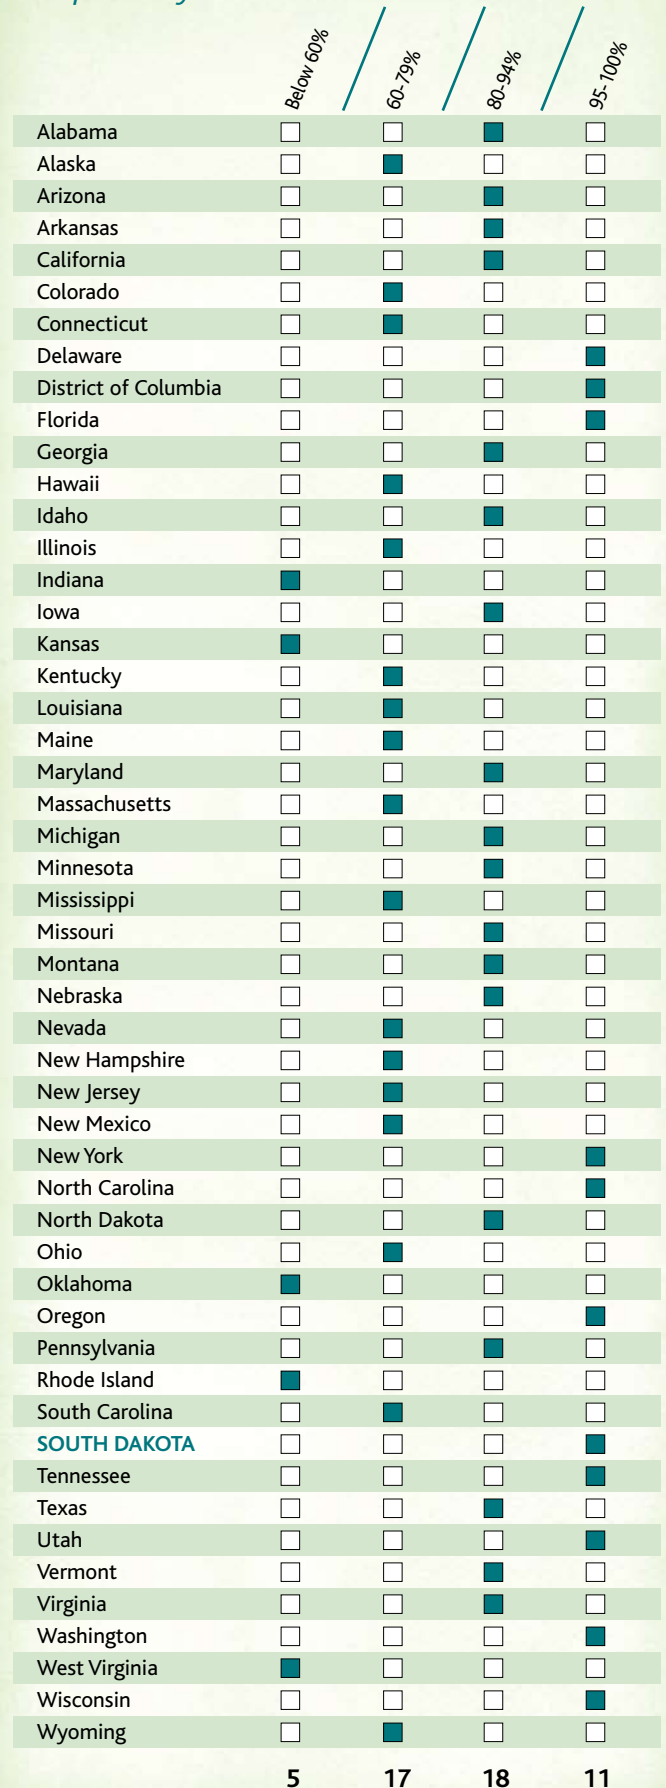 Below 60%
60-79%
80-94%
95-100%
Alabama
Alaska
Arizona
Arkansas
California
Colorado
Connecticut
Delaware
District of Columbia
Florida
Georgia
Hawaii
Idaho
Illinois
Indiana
Iowa
Kansas
Kentucky
Louisiana
Maine
Maryland
Massachusetts
Michigan
Minnesota
Mississippi
Missouri
Montana
Nebraska
Nevada
New Hampshire
New Jersey
New Mexico
New York
North Carolina
North Dakota
Ohio
Oklahoma
Oregon
Pennsylvania
Rhode Island
South Carolina
SOUTH DAKOTA
Tennessee
Texas
Utah
Vermont
Virginia
Washington
West Virginia
Wisconsin
Wyoming
5 17 18 11